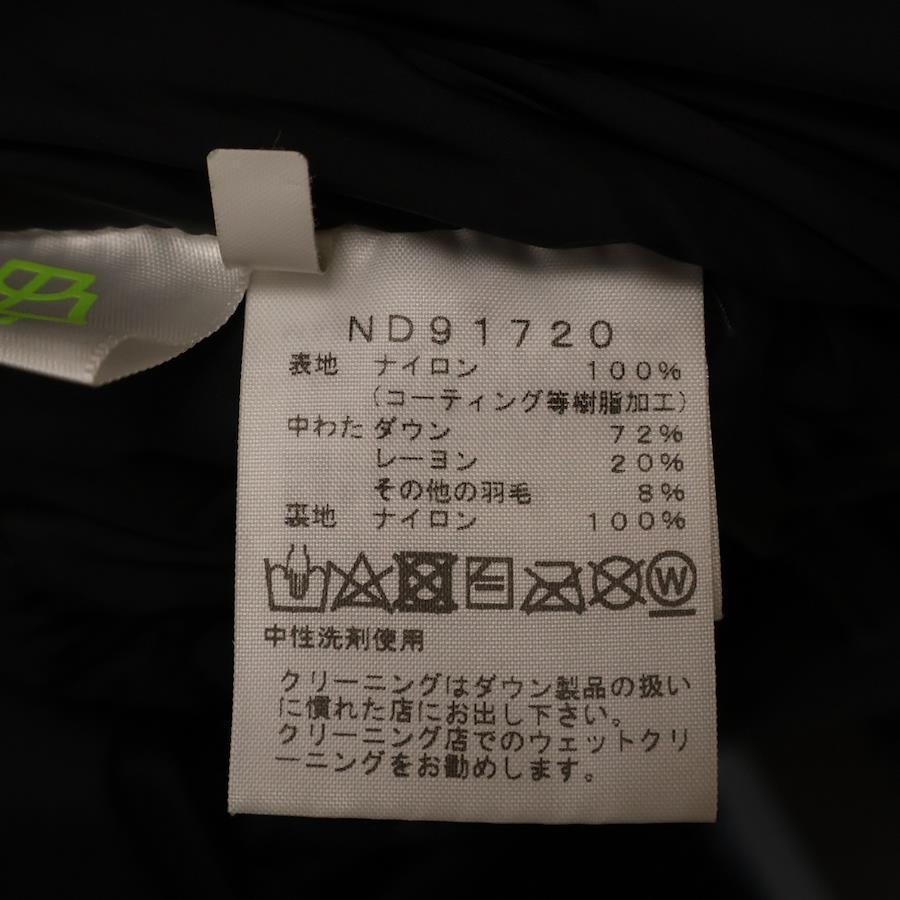 ND91720
表地 ナイロン 100%
(コーティング等樹脂加工)
中わた ダウン 72%
レーヨン 20%
その他の羽毛 8%
裏地 ナイロン 100%
W
中性洗剤使用
クリーニングはダウン製品の扱い
に慣れた店にお出し下さい。
クリーニング店でのウェットクリ
ーニングをお勧めします。